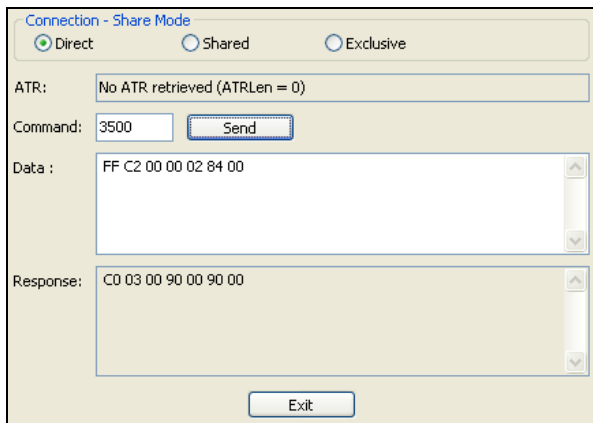 Connection - Share Mode
Direct Shared Exclusive
ATR: No ATR retrieved (ATRLen = 0)
Command: 3500 Send
Data : FF C2 00 00 02 84 00
Response: C0 03 00 90 00 90 00
Exit